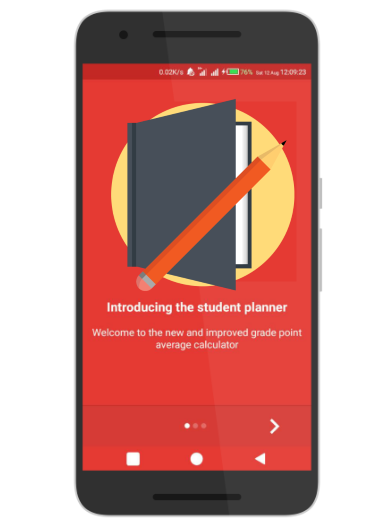 0.02K/s 76% Sat 12 Aug 12:09:23
Introducing the student planner
Welcome to the new and improved grade point
average calculator